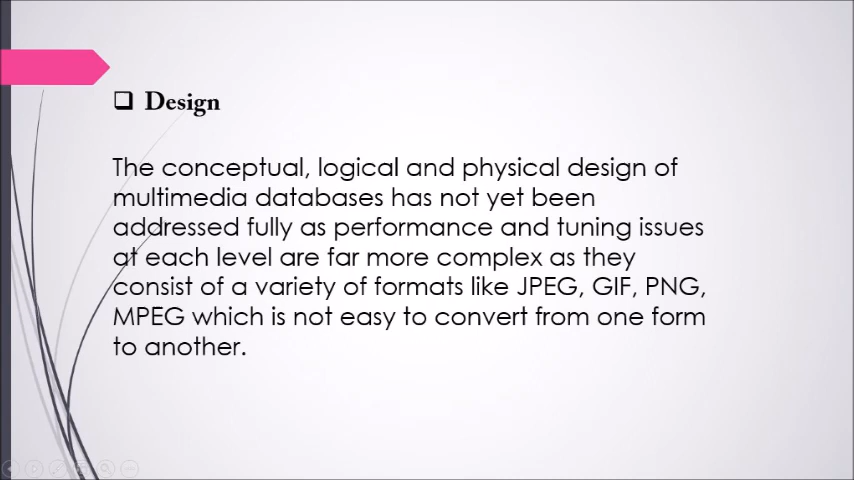 ❑ Design
The conceptual, logical and physical design of
multimedia databases has not yet been
addressed fully as performance and tuning issues
at each level are far more complex as they
consist of a variety of formats like JPEG, GIF, PNG,
MPEG which is not easy to convert from one form
to another.